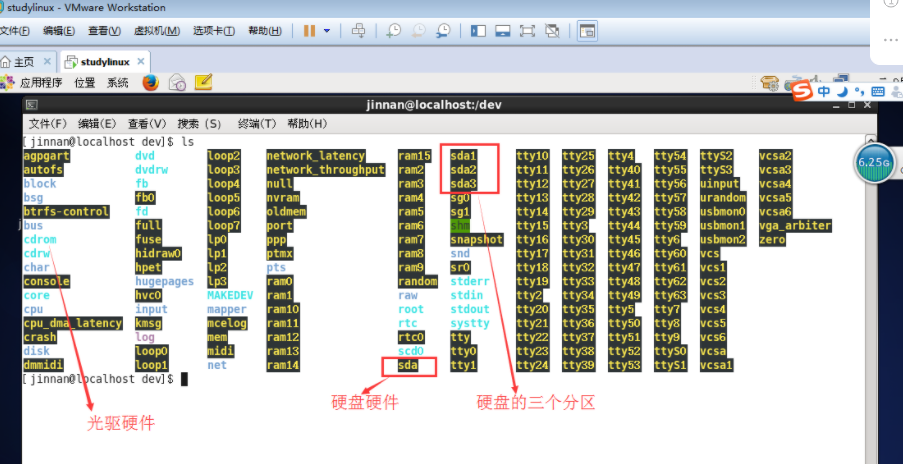 studylinux - VMware Workstation
文件(F) 编辑(E) 查看(V) 虚拟机(M) 选项卡(T) 帮助(H)
主页 studylinux
应用程序 位置 系统
中
jinnan@localhost:/dev
文件(F) 编辑(E) 查看(V) 搜索 (S) 终端(T) 帮助(H)
[jinnan@localhost dev]$ ls
agpgart dvd loop2 network_latency ram15 sda1 tty10 tty25 tty4 tty54 ttyS2 vcsa2
autofs dvdrw loop3 network_throughput ram2 sda2 tty11 tty26 tty40 tty55 ttyS3 vcsa3
block fb loop4 null ram3 sda3 tty12 tty27 tty41 tty56 uinput vcsa4
bsg fb0 loop5 nvram ram4 sg0 tty13 tty28 tty42 tty57 urandom vcsa5
btrfs-control fd loop6 oldmem ram5 sg1 tty14 tty29 tty43 tty58 usbmon0 vcsa6
bus full loop7 port ram6 shm tty15 tty3 tty44 tty59 usbmon1 vga_arbiter
cdrom fuse lp0 ppp ram7 snapshot tty16 tty30 tty45 tty6 usbmon2 zero
cdrw hidraw0 lp1 ptmx ram8 snd tty17 tty31 tty46 tty60 vcs
char hpet lp2 pts ram9 sr0 tty18 tty32 tty47 tty61 vcs1
console hugepages lp3 ram0 random stderr tty19 tty33 tty48 tty62 vcs2
core hvc0 MAKEDEV ram1 raw stdin tty2 tty34 tty49 tty63 vcs3
cpu input mapper ram10 root stdout tty20 tty35 tty5 tty7 vcs4
cpu_dma_latency kmsg mcelog ram11 rtc systty tty21 tty36 tty50 tty8 vcs5
crash log mem ram12 rtc0 tty tty22 tty37 tty51 tty9 vcs6
disk loop0 midi ram13 scd0 tty0 tty23 tty38 tty52 ttyS0 vcsa
dmmidi loop1 net ram14 sda tty1 tty24 tty39 tty53 ttyS1 vcsa1
[jinnan@localhost dev]$
6.25G
硬盘硬件 硬盘的三个分区
光驱硬件